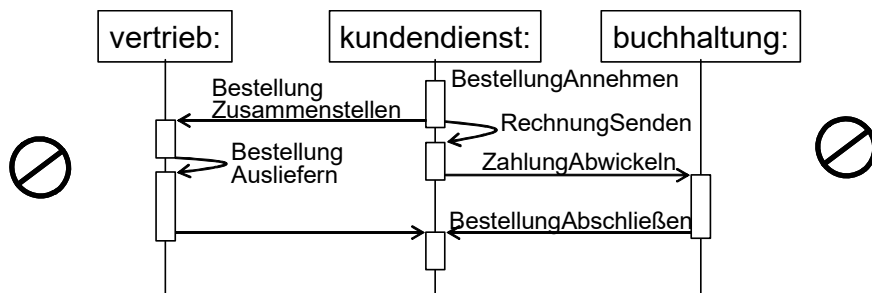 vertrieb:
kundendienst:
buchhaltung:
BestellungAnnehmen
Bestellung
Zusammenstellen
RechnungSenden
Bestellung
Ausliefern
ZahlungAbwickeln
BestellungAbschließen